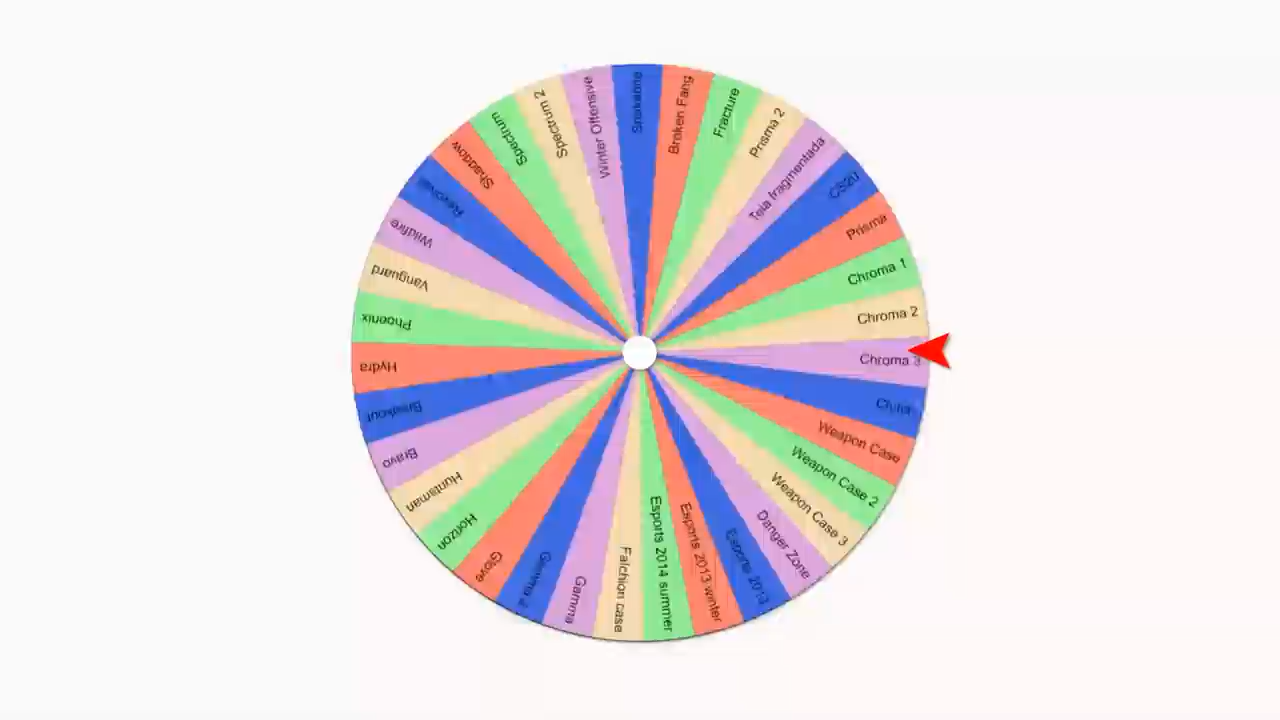 Snakebite
Broken Fang
Fracture
Prisma 2
Tela fragmentada
CS20
Prisma
Chroma 1
Chroma 2
Chroma 3
Clutch
Weapon Case
Weapon Case 2
Weapon Case 3
Danger Zone
Esports 2013
Esports 2013 winter
Esports 2014 summer
Falchion case
Gamma
Gamma 2
Glove
Horizon
Huntsman
Bravo
Breakout
Hydra
Phoenix
Vanguard
Wildfire
Revolver
Shadow
Spectrum
Spectrum 2
Winter Offensive